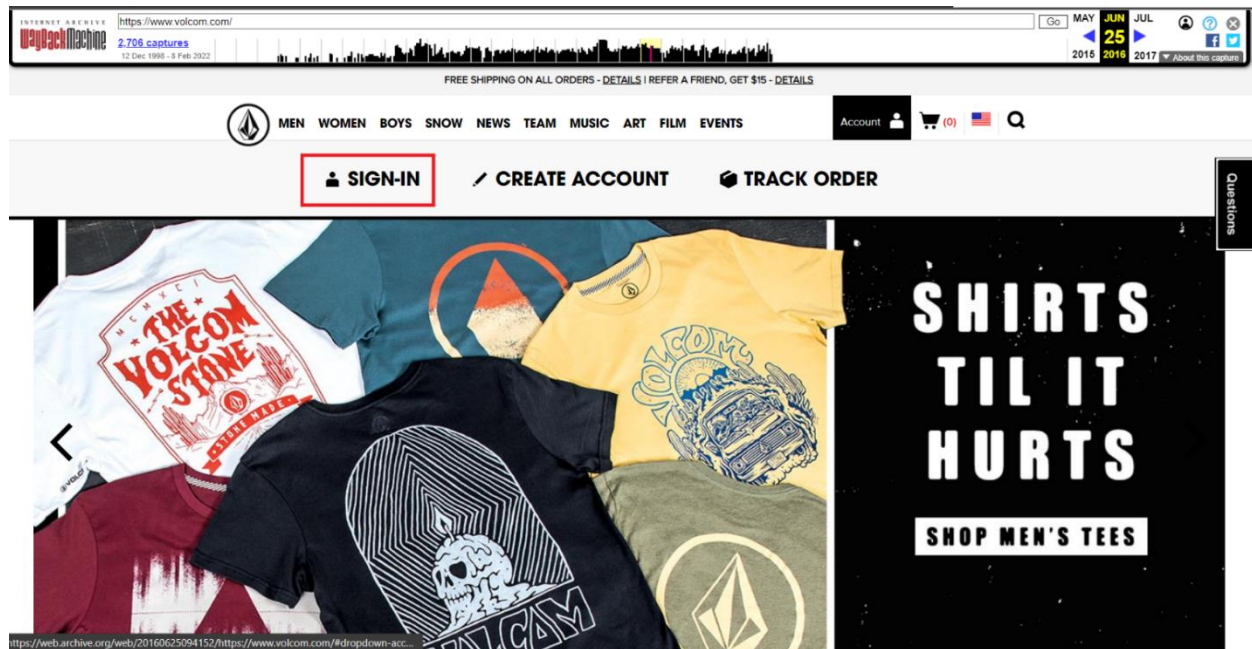 INTERNET ARCHIVE
WayBackMachine
https://www.volcom.com/
Go
MAY JUN JUL
25
2015 2016 2017
2,706 captures
12 Dec 1998 - 8 Feb 2022
About this capture
FREE SHIPPING ON ALL ORDERS - DETAILS | REFER A FRIEND, GET $15 - DETAILS
MEN WOMEN BOYS SNOW NEWS TEAM MUSIC ART FILM EVENTS
Account
(0)
SIGN-IN CREATE ACCOUNT TRACK ORDER
Questions
MCMXCI
THE
VOLCOM
STONE
STONE MADE
VOLCOM
VOLCOM
SHIRTS
TIL IT
HURTS
SHOP MEN'S TEES
https://web.archive.org/web/20160625094152/https://www.volcom.com/#dropdown-acc...